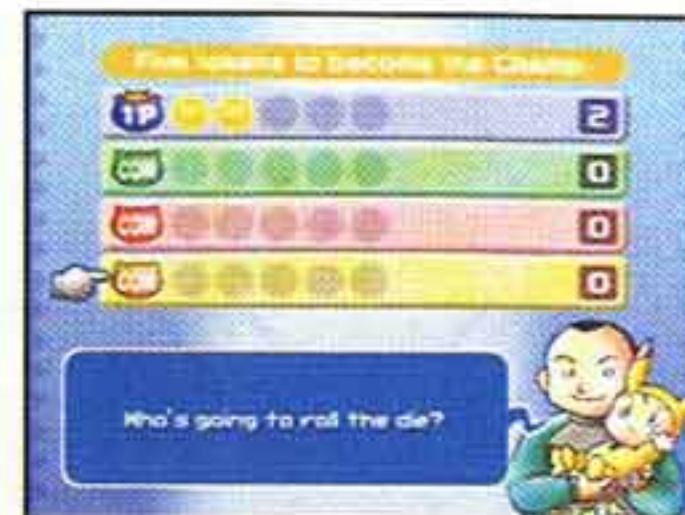 Five tokens to become the Champ.
1P 2
COM 0
COM 0
COM 0
Who's going to roll the die?